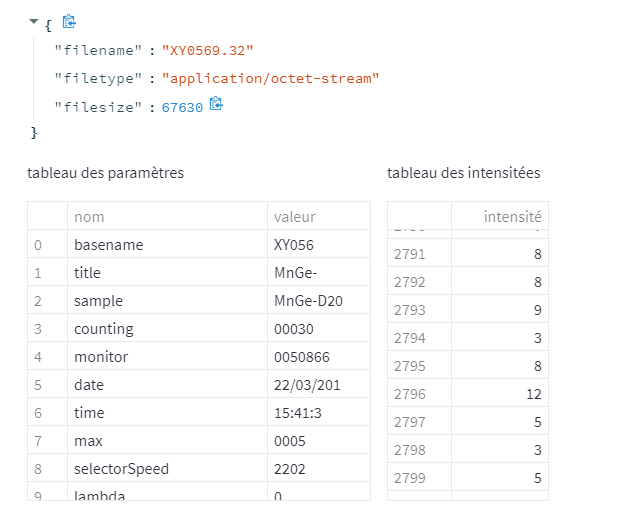 {
"filename" : "XY0569.32"
"filetype" : "application/octet-stream"
"filesize" : 67630
}
tableau des paramètres
nom valeur
0 basename XY056
1 title MnGe-
2 sample MnGe-D20
3 counting 00030
4 monitor 0050866
5 date 22/03/201
6 time 15:41:3
7 max 0005
8 selectorSpeed 2202
9 lambda 0
tableau des intensitées
intensité
2791 8
2792 8
2793 9
2794 3
2795 8
2796 12
2797 5
2798 3
2799 5